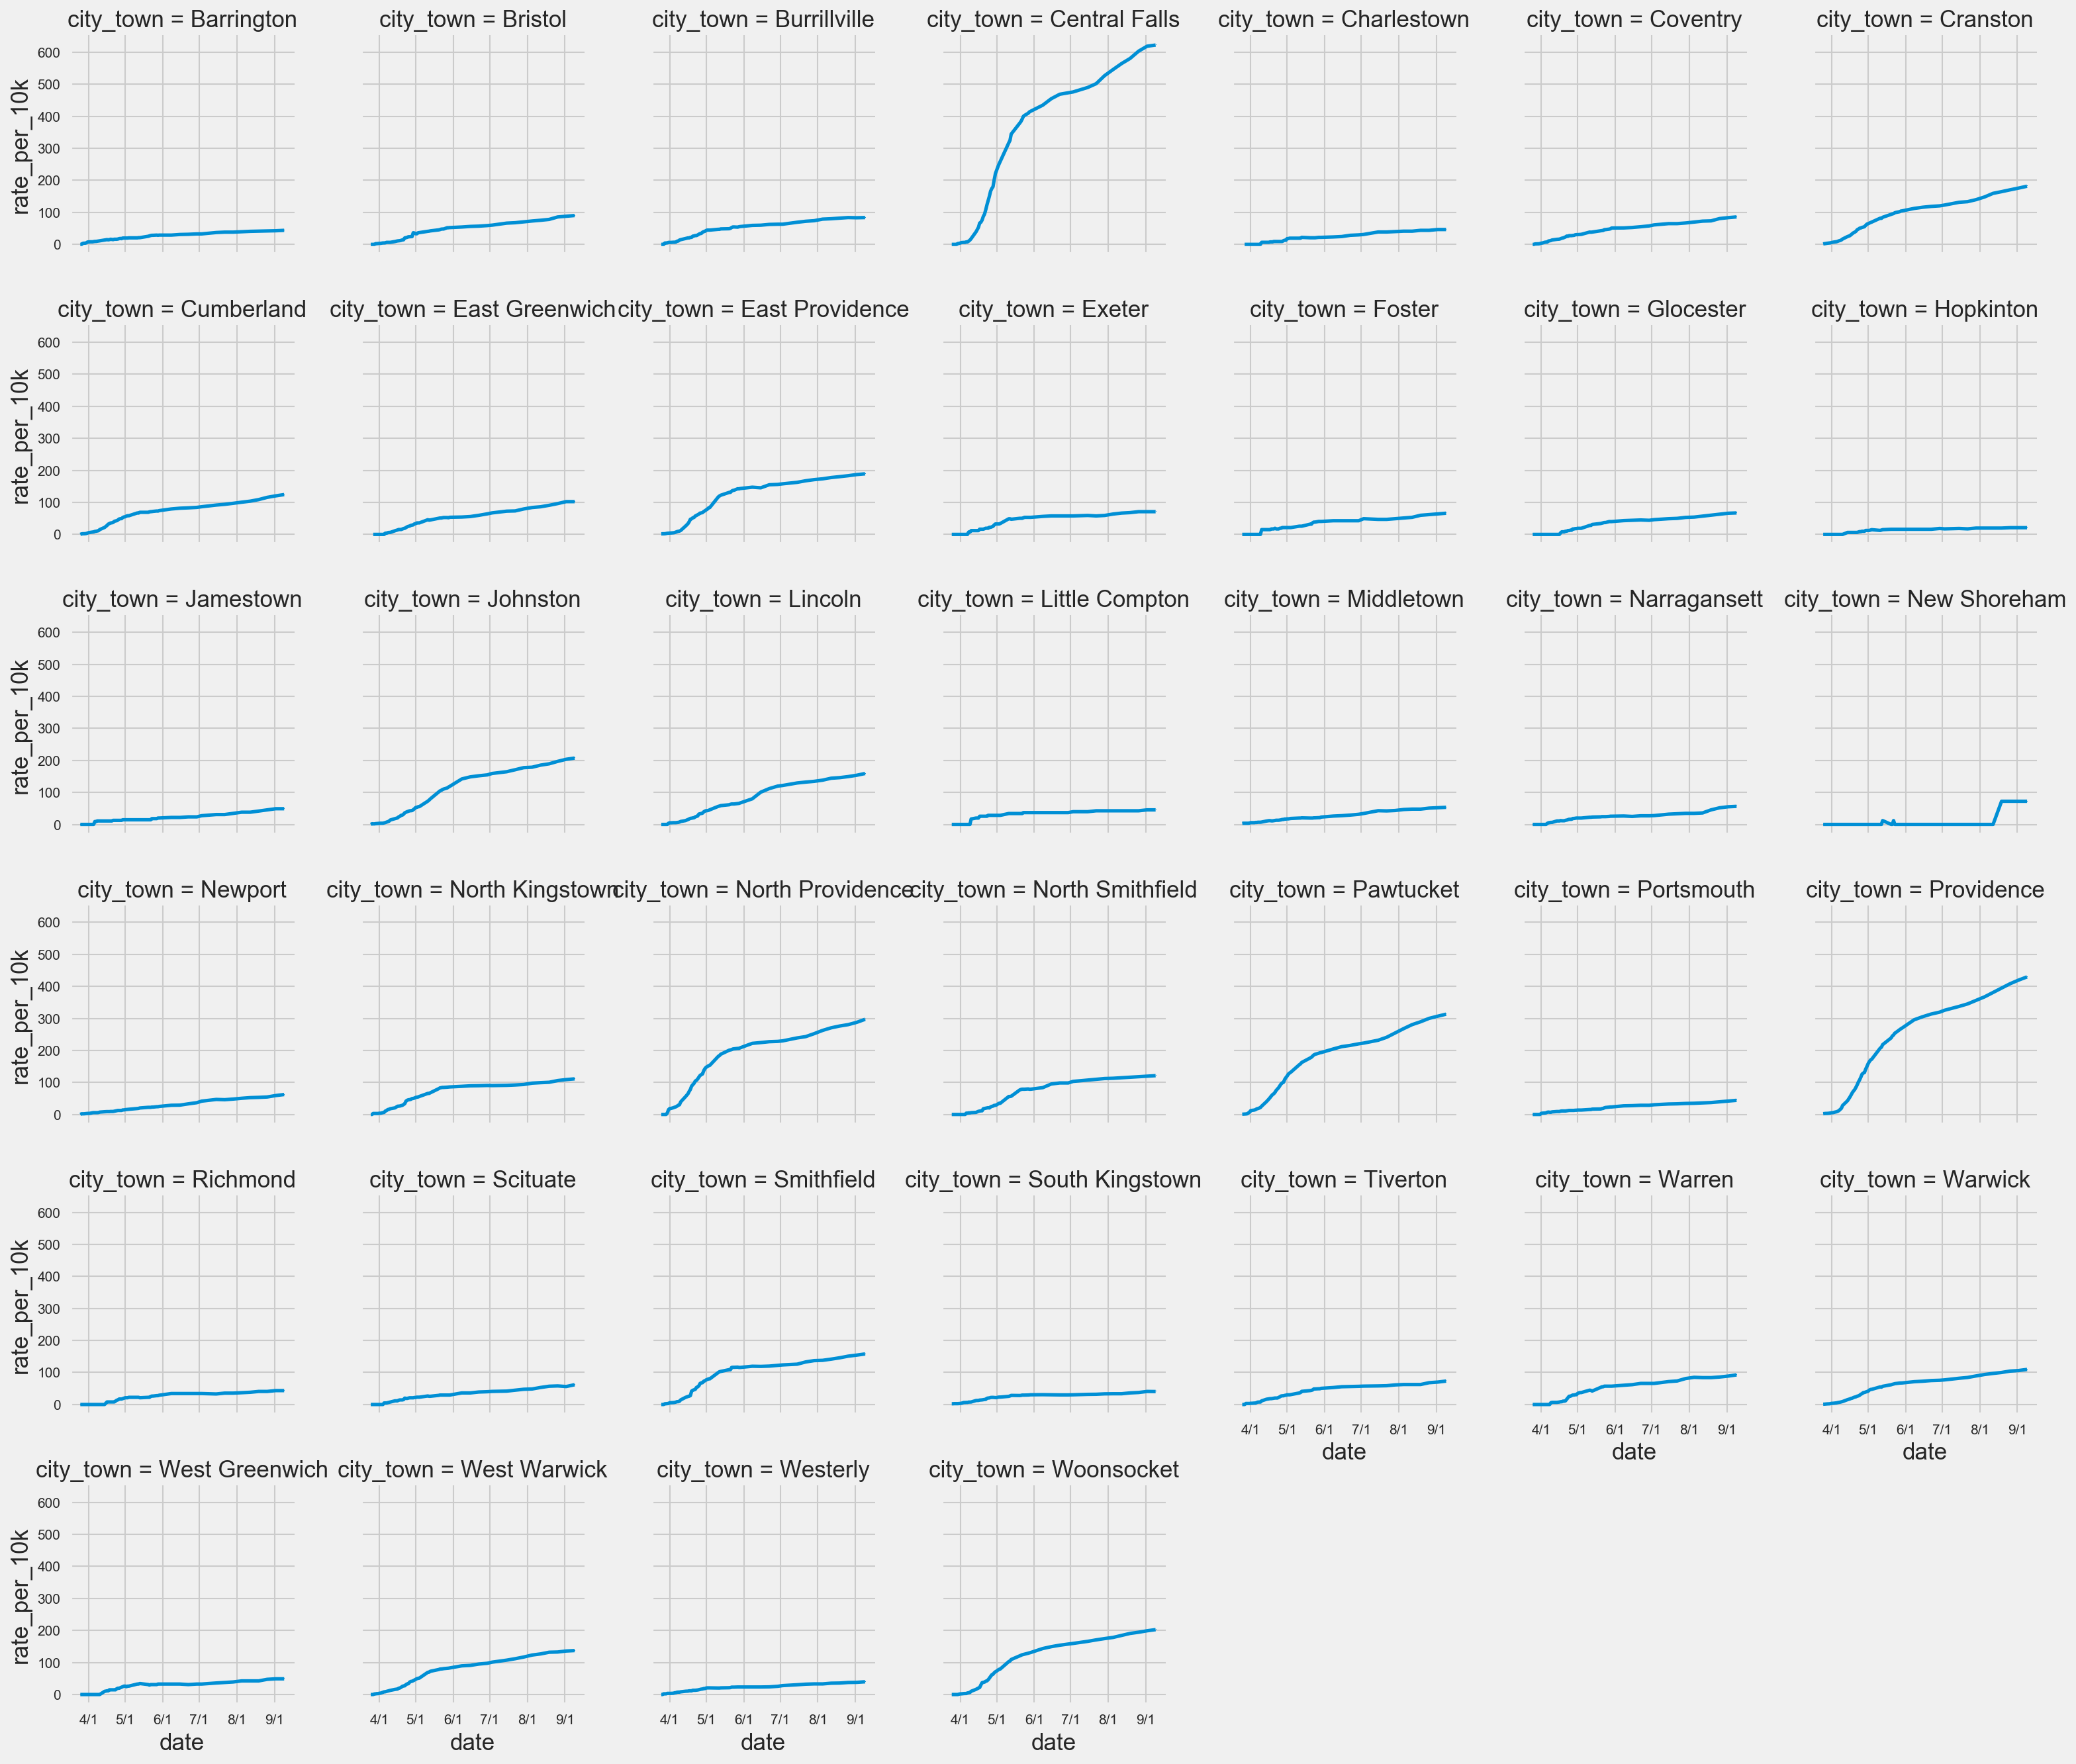 city_town = Barrington
city_town = Bristol
city_town = Burrillville
city_town = Central Falls
city_town = Charlestown
city_town = Coventry
city_town = Cranston
rate_per_10k
600
500
400
300
200
100
0
city_town = Cumberland
city_town = East Greenwich
city_town = East Providence
city_town = Exeter
city_town = Foster
city_town = Glocester
city_town = Hopkinton
rate_per_10k
600
500
400
300
200
100
0
city_town = Jamestown
city_town = Johnston
city_town = Lincoln
city_town = Little Compton
city_town = Middletown
city_town = Narragansett
city_town = New Shoreham
rate_per_10k
600
500
400
300
200
100
0
city_town = Newport
city_town = North Kingstown
city_town = North Providence
city_town = North Smithfield
city_town = Pawtucket
city_town = Portsmouth
city_town = Providence
rate_per_10k
600
500
400
300
200
100
0
city_town = Richmond
city_town = Scituate
city_town = Smithfield
city_town = South Kingstown
city_town = Tiverton
city_town = Warren
city_town = Warwick
rate_per_10k
600
500
400
300
200
100
0
4/1 5/1 6/1 7/1 8/1 9/1
date
4/1 5/1 6/1 7/1 8/1 9/1
date
4/1 5/1 6/1 7/1 8/1 9/1
date
city_town = West Greenwich
city_town = West Warwick
city_town = Westerly
city_town = Woonsocket
rate_per_10k
600
500
400
300
200
100
0
4/1 5/1 6/1 7/1 8/1 9/1
date
4/1 5/1 6/1 7/1 8/1 9/1
date
4/1 5/1 6/1 7/1 8/1 9/1
date
4/1 5/1 6/1 7/1 8/1 9/1
date